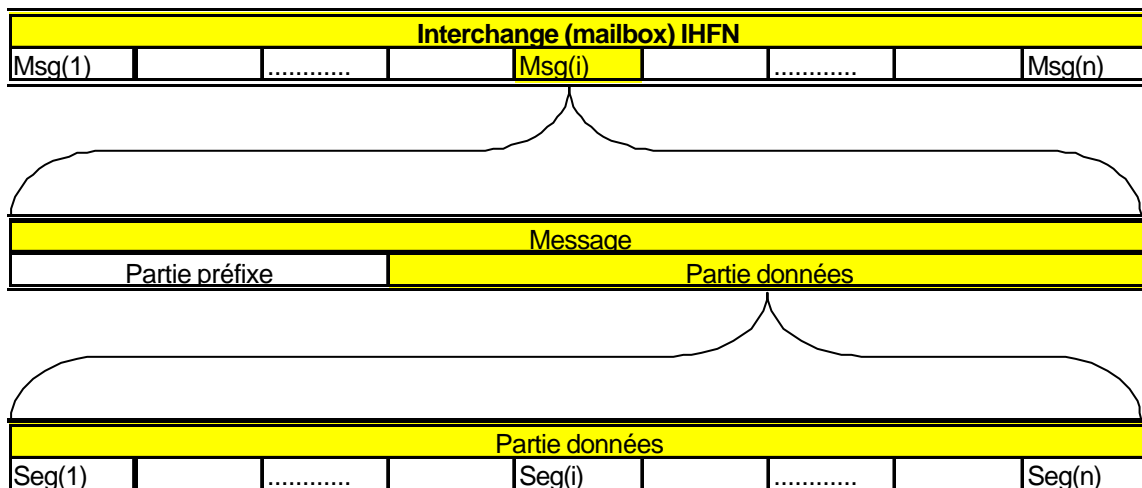 Interchange (mailbox) IHFN
Msg(1) ............ Msg(i) ............ Msg(n)
Message
Partie préfixe Partie données
Partie données
Seg(1) ............ Seg(i) ............ Seg(n)